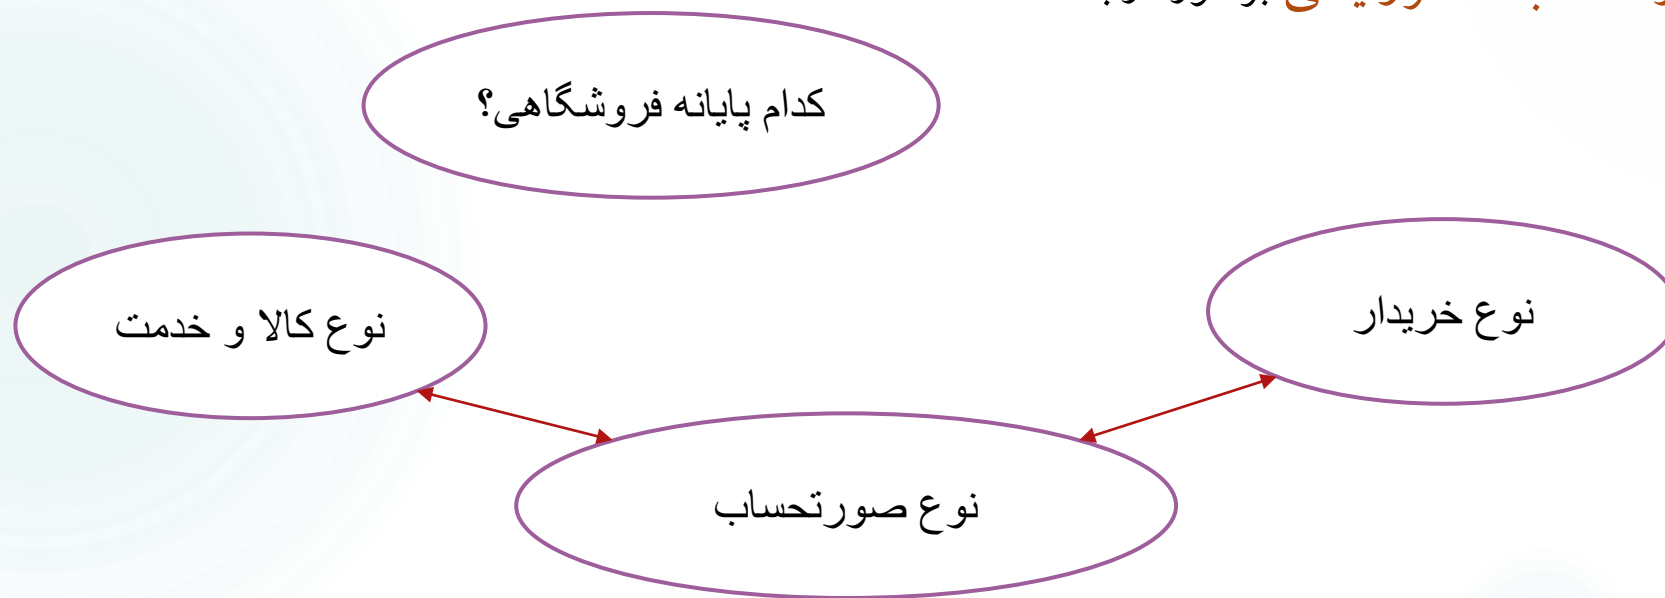 کدام پایانه فروشگاهی؟
نوع خریدار
نوع کالا و خدمت
نوع صورتحساب